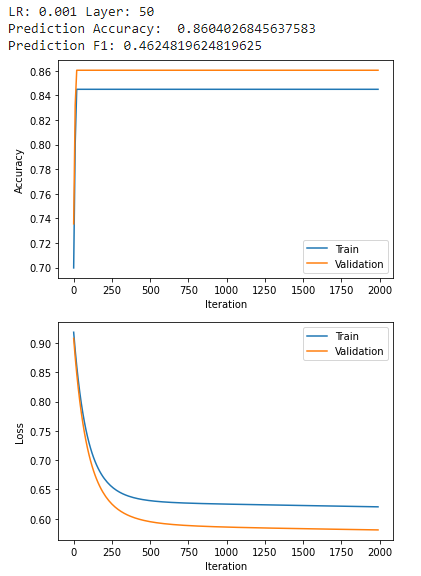 LR: 0.001 Layer: 50
Prediction Accuracy:  0.8604026845637583
Prediction F1: 0.4624819624819625
0.86
0.84
0.82
0.80
0.78
0.76
0.74
0.72
0.70
Accuracy
Train
Validation
0 250 500 750 1000 1250 1500 1750 2000
Iteration
0.90
0.85
0.80
0.75
0.70
0.65
0.60
Loss
Train
Validation
0 250 500 750 1000 1250 1500 1750 2000
Iteration